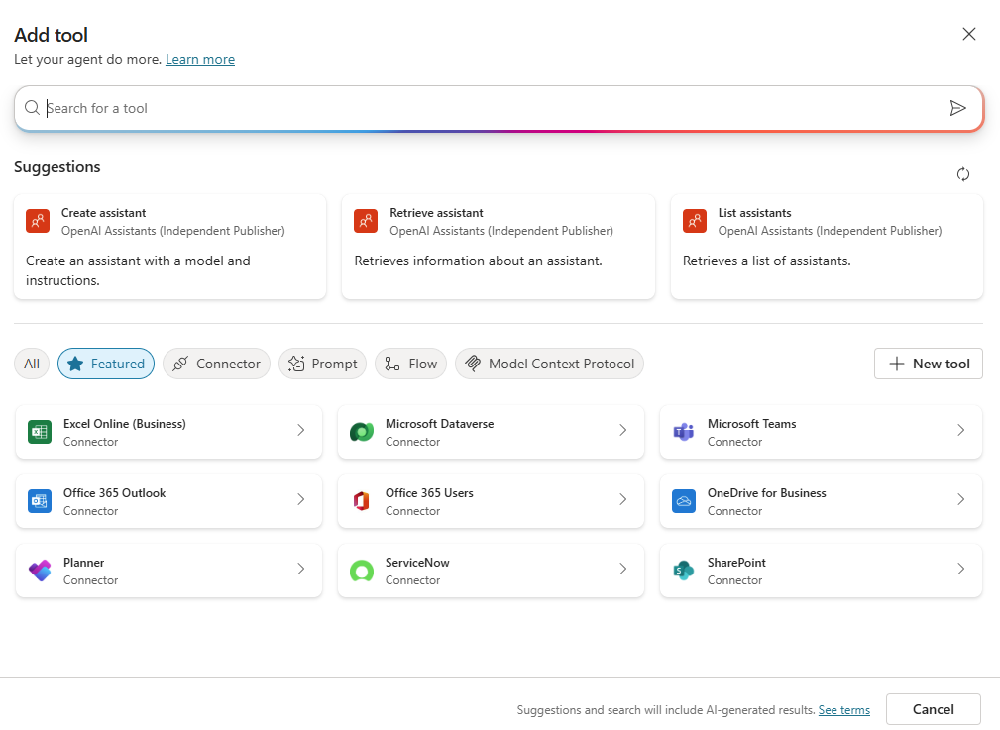 Add tool
Let your agent do more. Learn more
Search for a tool
Suggestions
Create assistant
OpenAI Assistants (Independent Publisher)
Create an assistant with a model and
instructions.
Retrieve assistant
OpenAI Assistants (Independent Publisher)
Retrieves information about an assistant.
List assistants
OpenAI Assistants (Independent Publisher)
Retrieves a list of assistants.
All
Featured
Connector
Prompt
Flow
Model Context Protocol
New tool
Excel Online (Business)
Connector
Microsoft Dataverse
Connector
Microsoft Teams
Connector
Office 365 Outlook
Connector
Office 365 Users
Connector
OneDrive for Business
Connector
Planner
Connector
ServiceNow
Connector
SharePoint
Connector
Suggestions and search will include AI-generated results. See terms
Cancel